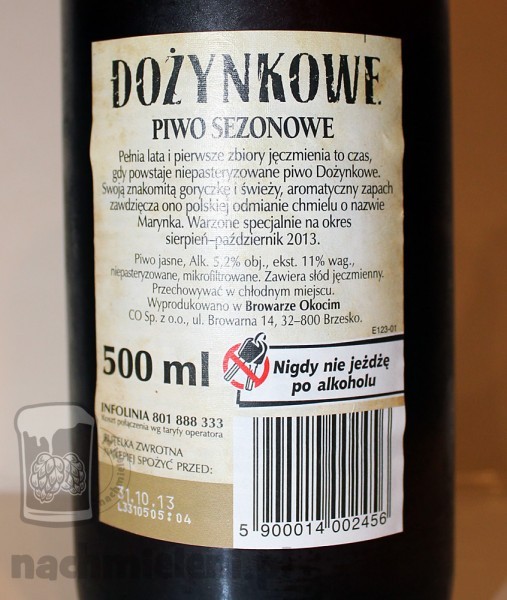 DOŻYNKOWE
PIWO SEZONOWE
Pełnia lata i pierwsze zbiory jęczmienia to czas,
gdy powstaje niepasteryzowane piwo Dożynkowe.
Swoją znakomitą goryczkę i świeży, aromatyczny zapach
zawdzięcza ono polskiej odmianie chmielu o nazwie
Marynka. Warzone specjalnie na okres
sierpień-październik 2013.
Piwo jasne, Alk. 5,2% obj., ekst. 11% wag.,
niepasteryzowane, mikrofiltrowane. Zawiera słód jęczmienny.
Przechowywać w chłodnym miejscu.
Wyprodukowano w Browarze Okocim
CO Sp. z o.o., ul. Browarna 14, 32-800 Brzesko.
E123-01
500 ml
Nigdy nie jeżdżę
po alkoholu
INFOLINIA 801 888 333
Koszt połączenia wg taryfy operatora
BUTELKA ZWROTNA
NAJLEPIEJ SPOŻYĆ PRZED:
31.10.13
L3310505:04
5 900014 002456